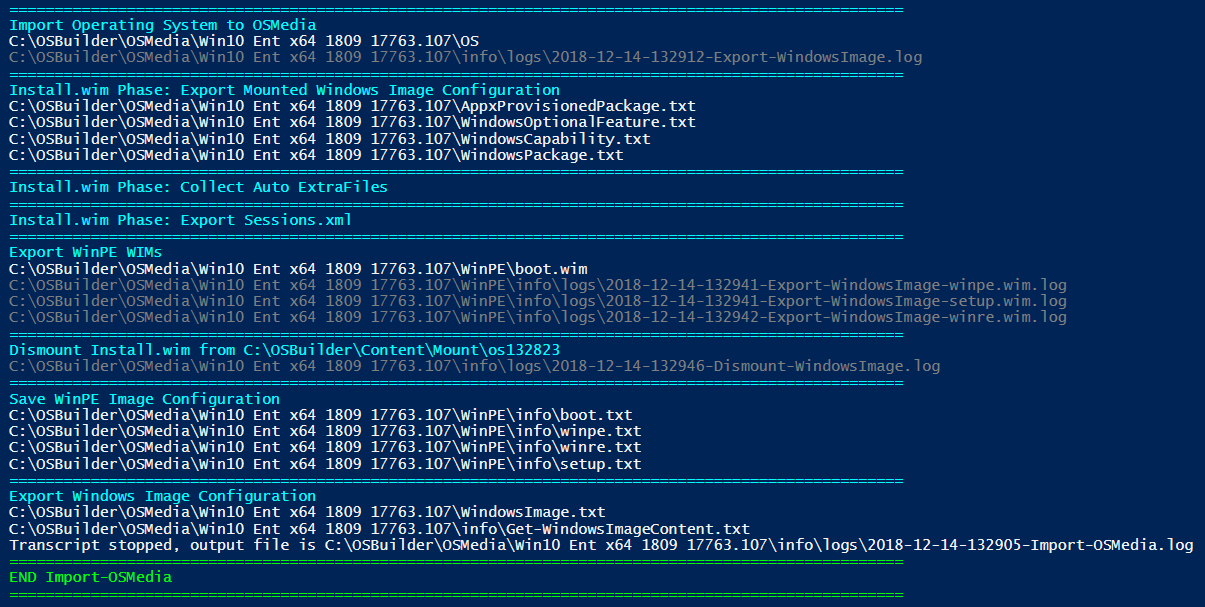 ====================================================================================================
Import Operating System to OSMedia
C:\OSBuilder\OSMedia\Win10 Ent x64 1809 17763.107\OS
C:\OSBuilder\OSMedia\Win10 Ent x64 1809 17763.107\info\logs\2018-12-14-132912-Export-WindowsImage.log
====================================================================================================
Install.wim Phase: Export Mounted Windows Image Configuration
C:\OSBuilder\OSMedia\Win10 Ent x64 1809 17763.107\AppxProvisionedPackage.txt
C:\OSBuilder\OSMedia\Win10 Ent x64 1809 17763.107\WindowsOptionalFeature.txt
C:\OSBuilder\OSMedia\Win10 Ent x64 1809 17763.107\WindowsCapability.txt
C:\OSBuilder\OSMedia\Win10 Ent x64 1809 17763.107\WindowsPackage.txt
====================================================================================================
Install.wim Phase: Collect Auto ExtraFiles
====================================================================================================
Install.wim Phase: Export Sessions.xml
====================================================================================================
Export WinPE WIMs
C:\OSBuilder\OSMedia\Win10 Ent x64 1809 17763.107\WinPE\boot.wim
C:\OSBuilder\OSMedia\Win10 Ent x64 1809 17763.107\WinPE\info\logs\2018-12-14-132941-Export-WindowsImage-winpe.wim.log
C:\OSBuilder\OSMedia\Win10 Ent x64 1809 17763.107\WinPE\info\logs\2018-12-14-132941-Export-WindowsImage-setup.wim.log
C:\OSBuilder\OSMedia\Win10 Ent x64 1809 17763.107\WinPE\info\logs\2018-12-14-132942-Export-WindowsImage-winre.wim.log
====================================================================================================
Dismount Install.wim from C:\OSBuilder\Content\Mount\os132823
C:\OSBuilder\OSMedia\Win10 Ent x64 1809 17763.107\info\logs\2018-12-14-132946-Dismount-WindowsImage.log
====================================================================================================
Save WinPE Image Configuration
C:\OSBuilder\OSMedia\Win10 Ent x64 1809 17763.107\WinPE\info\boot.txt
C:\OSBuilder\OSMedia\Win10 Ent x64 1809 17763.107\WinPE\info\winpe.txt
C:\OSBuilder\OSMedia\Win10 Ent x64 1809 17763.107\WinPE\info\winre.txt
C:\OSBuilder\OSMedia\Win10 Ent x64 1809 17763.107\WinPE\info\setup.txt
====================================================================================================
Export Windows Image Configuration
C:\OSBuilder\OSMedia\Win10 Ent x64 1809 17763.107\WindowsImage.txt
C:\OSBuilder\OSMedia\Win10 Ent x64 1809 17763.107\info\Get-WindowsImageContent.txt
Transcript stopped, output file is C:\OSBuilder\OSMedia\Win10 Ent x64 1809 17763.107\info\logs\2018-12-14-132905-Import-OSMedia.log
====================================================================================================
END Import-OSMedia
====================================================================================================